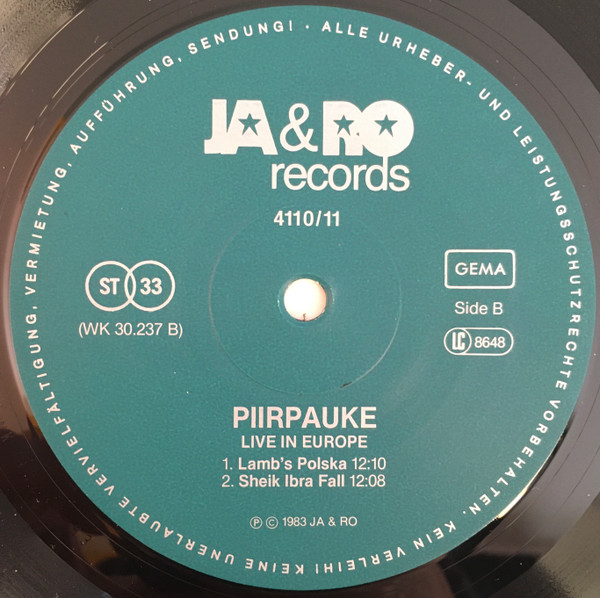 ALLE URHEBER- UND LEISTUNGSSCHUTZRECHTE VORBEHALTEN. KEIN VERLEIH! KEINE UNERLAUBTE VERVIELFÄLTIGUNG, VERMIETUNG, AUFFÜHRUNG, SENDUNG! ·
JA & RO
records
4110/11
ST 33
(WK 30.237 B)
GEMA
Side B
LC 8648
PIIRPAUKE
LIVE IN EUROPE
1. Lamb's Polska 12:10
2. Sheik Ibra Fall 12:08
Ⓟ © 1983 JA & RO